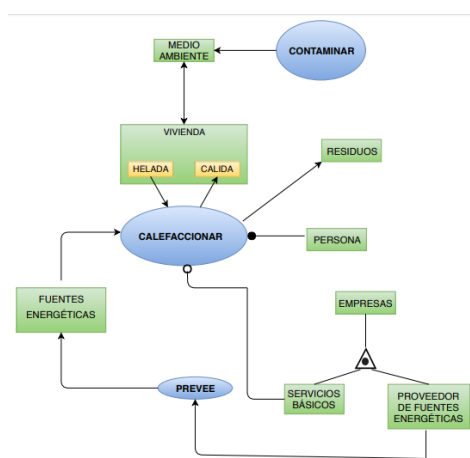 MEDIO
AMBIENTE
CONTAMINAR
VIVIENDA
HELADA
CALIDA
RESIDUOS
CALEFACCIONAR
PERSONA
FUENTES
ENERGÉTICAS
EMPRESAS
PREVEE
SERVICIOS
BÁSICOS
PROVEEDOR
DE FUENTES
ENERGÉTICAS